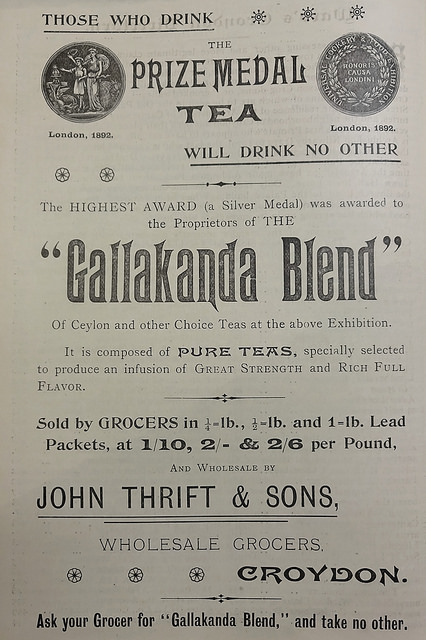 THOSE WHO DRINK
THE
PRIZE MEDAL
TEA
London, 1892.
HONORIS
CAUSA
LONDINI
London, 1892.
WILL DRINK NO OTHER
The HIGHEST AWARD (a Silver Medal) was awarded to
the Proprietors of THE
“Gallakanda Blend”
Of Ceylon and other Choice Teas at the above Exhibition.
It is composed of PURE TEAS, specially selected
to produce an infusion of GREAT STRENGTH and RICH FULL
FLAVOR.
Sold by GROCERS in ¼-lb., ½-lb. and 1-lb. Lead
Packets, at 1/10, 2/- & 2/6 per Pound,
AND WHOLESALE BY
JOHN THRIFT & SONS,
WHOLESALE GROCERS,
CROYDON.
Ask your Grocer for “Gallakanda Blend,” and take no other.